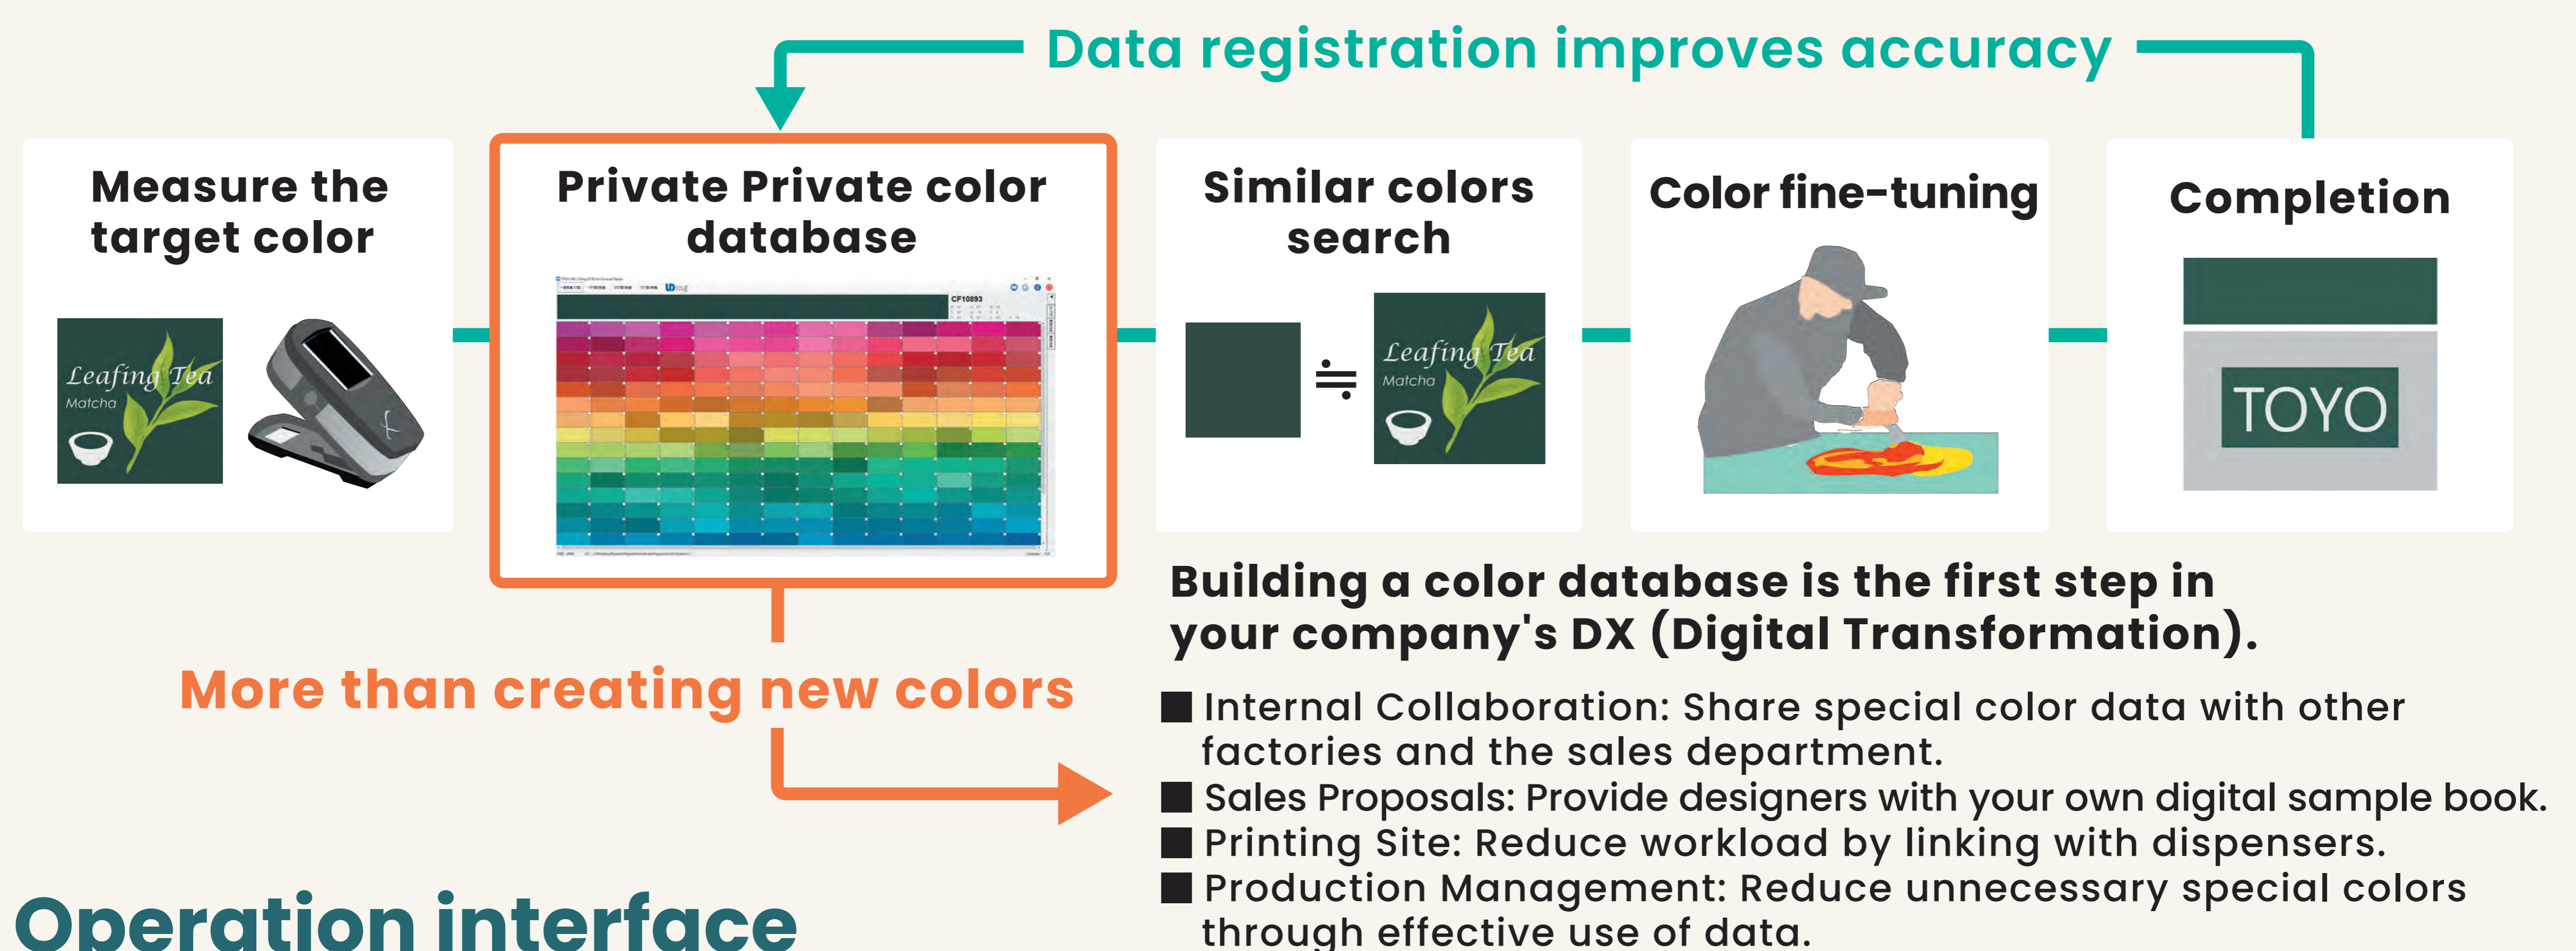 Data registration improves accuracy
Measure the
target color
Leafing Tea
Matcha
Private Private color
database
UDing
CF10893
Similar colors
search
≒
Leafing Tea
Matcha
Color fine-tuning
Completion
TOYO
More than creating new colors
Building a color database is the first step in
your company's DX (Digital Transformation).
■ Internal Collaboration: Share special color data with other
factories and the sales department.
■ Sales Proposals: Provide designers with your own digital sample book.
■ Printing Site: Reduce workload by linking with dispensers.
■ Production Management: Reduce unnecessary special colors
through effective use of data.
Operation interface